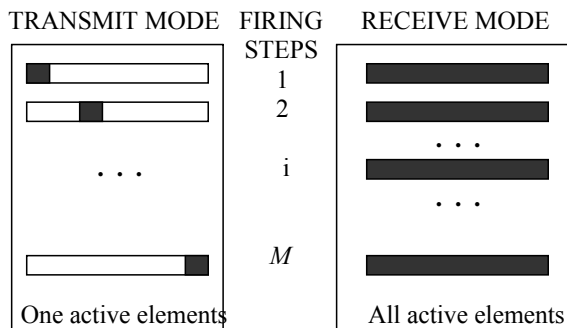 TRANSMIT MODE FIRING STEPS RECEIVE MODE
1
2
. . .
. . .
i
. . .
M
One active elements All active elements